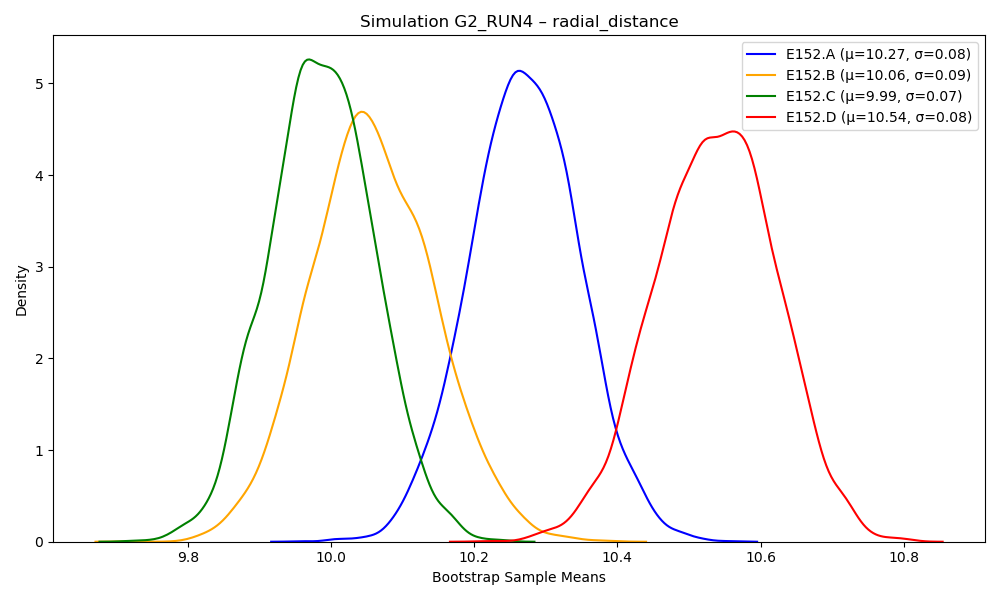 Simulation G2_RUN4 – radial_distance
E152.A (μ=10.27, σ=0.08)
E152.B (μ=10.06, σ=0.09)
E152.C (μ=9.99, σ=0.07)
E152.D (μ=10.54, σ=0.08)
Density
5
4
3
2
1
0
9.8 10.0 10.2 10.4 10.6 10.8
Bootstrap Sample Means